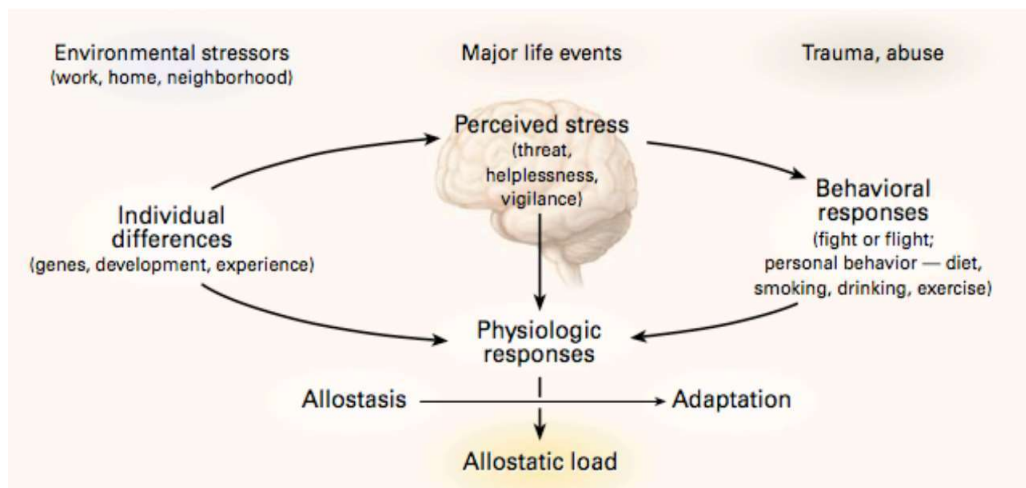 Environmental stressors
(work, home, neighborhood)
Major life events
Trauma, abuse
Perceived stress
(threat,
helplessness,
vigilance)
Individual
differences
(genes, development, experience)
Behavioral
responses
(fight or flight;
personal behavior — diet,
smoking, drinking, exercise)
Physiologic
responses
Allostasis
Adaptation
Allostatic load